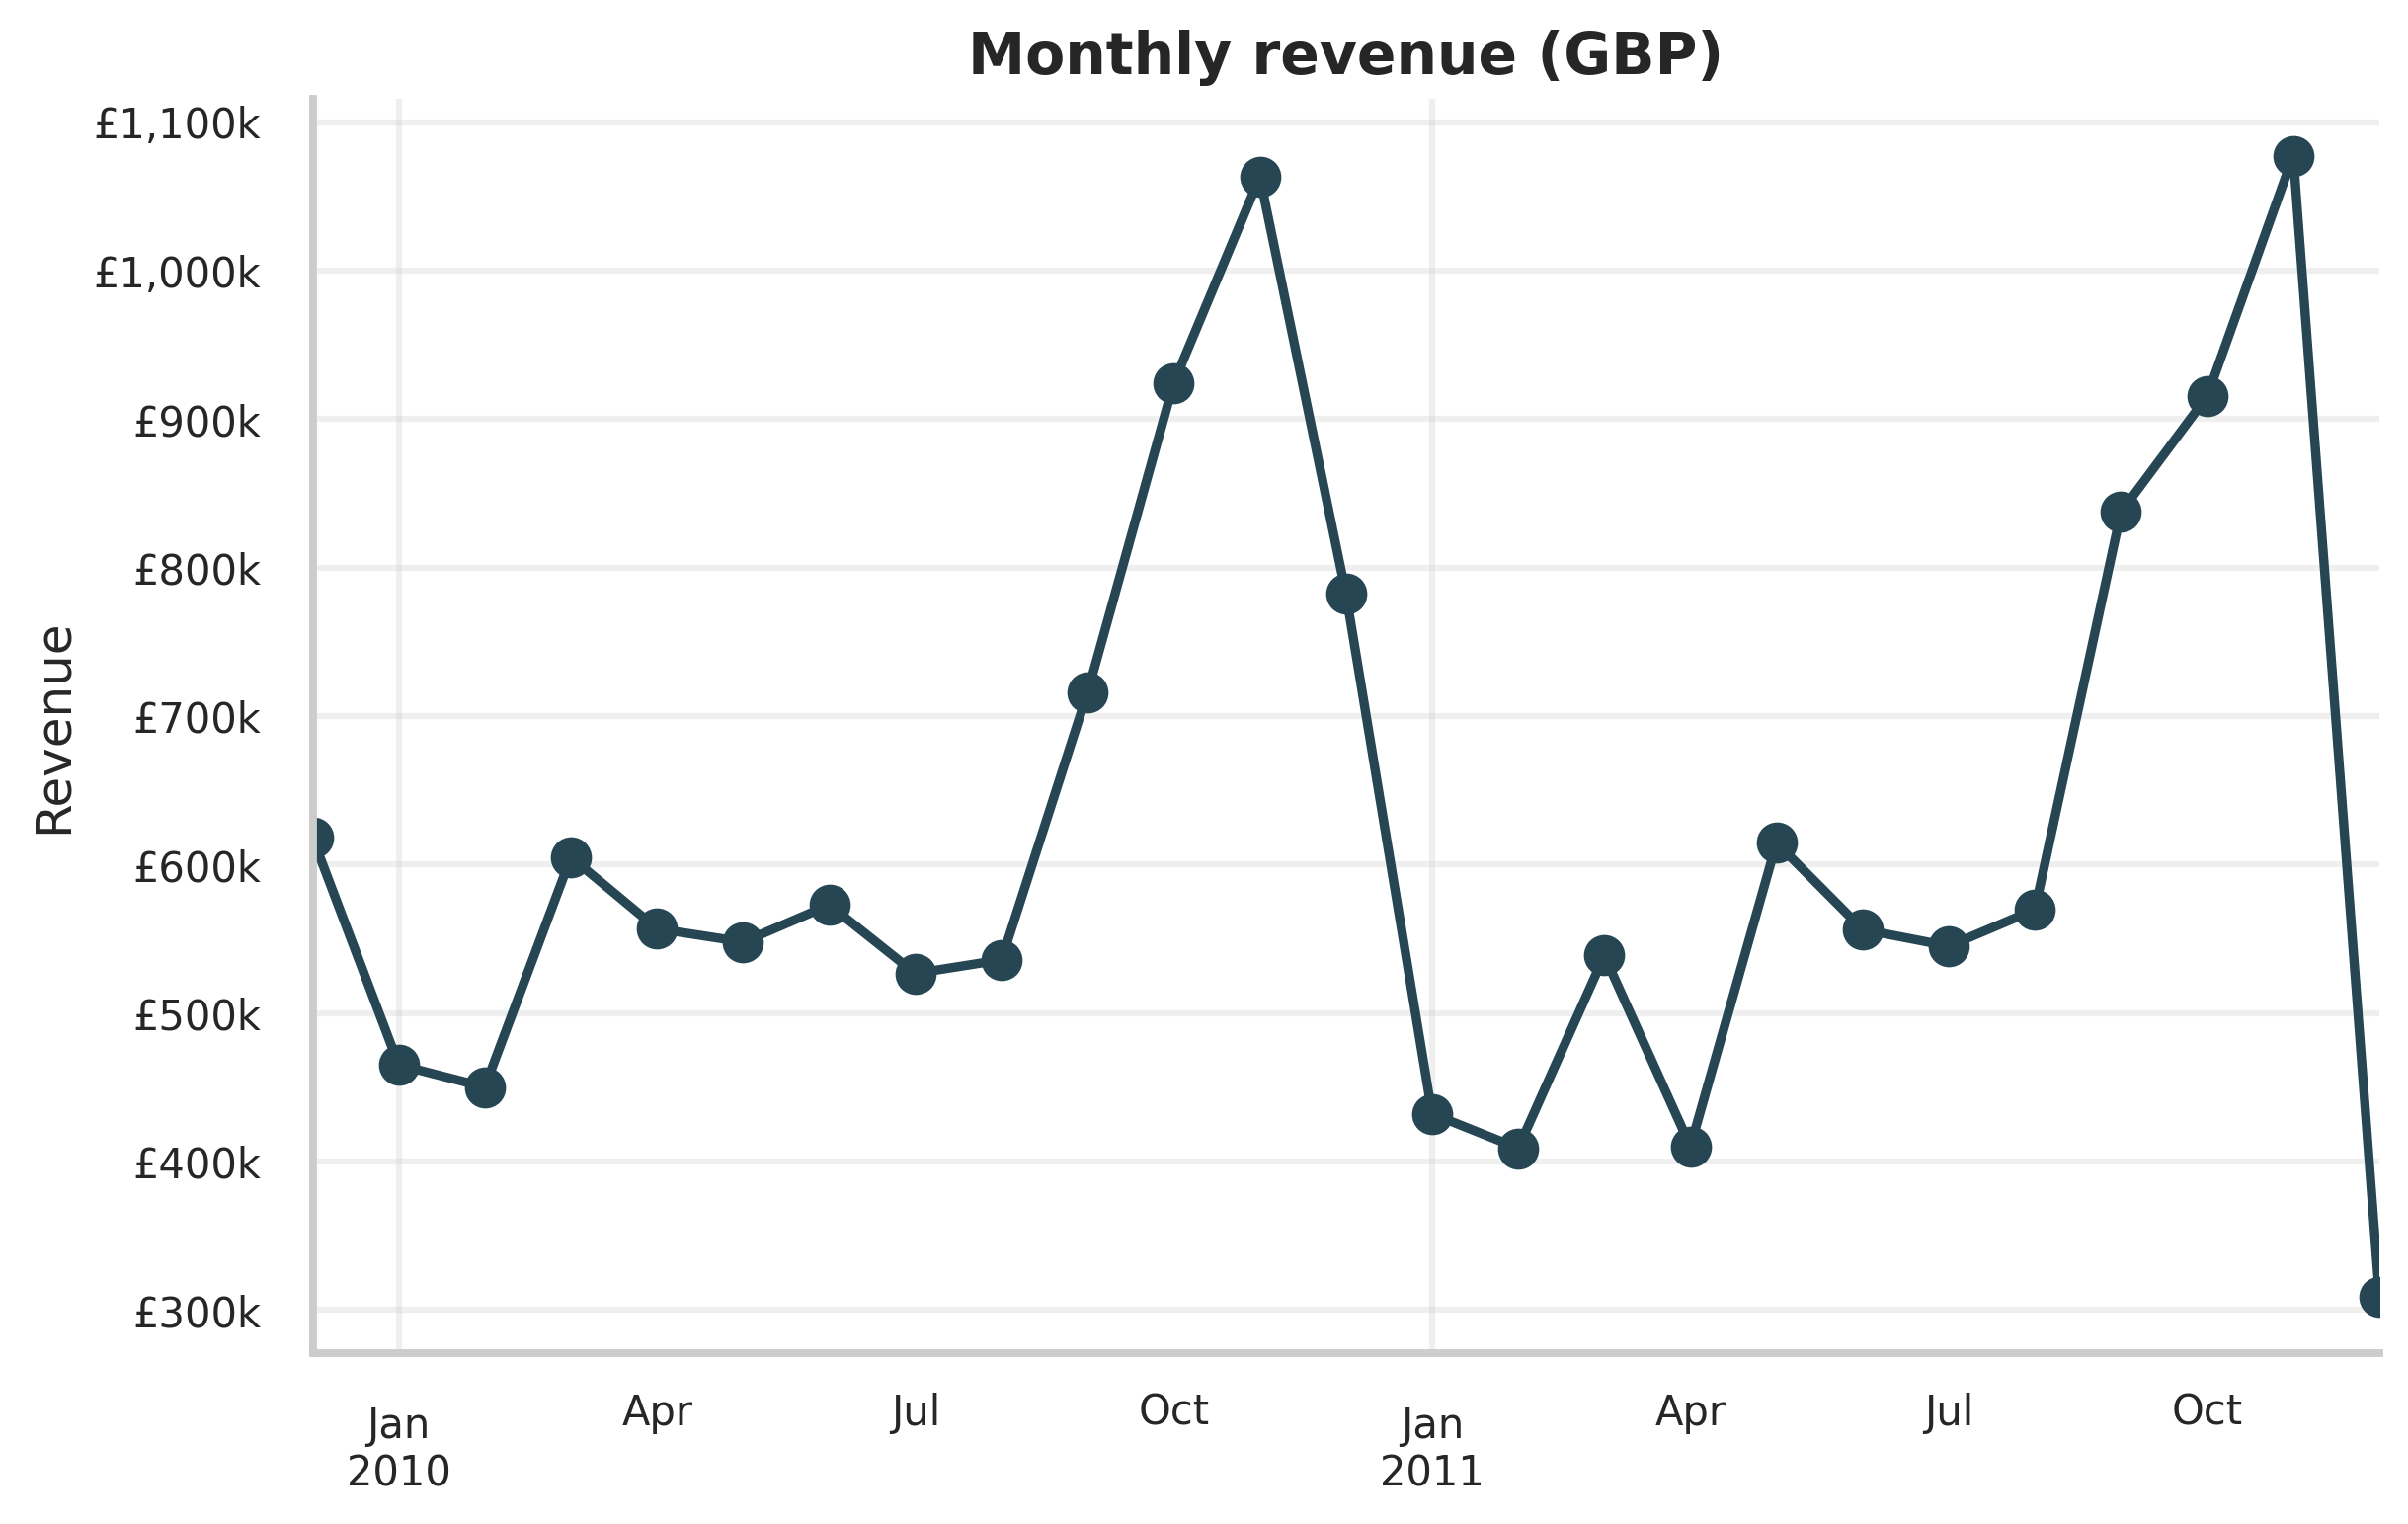 Monthly revenue (GBP)
£1,100k
£1,000k
£900k
£800k
£700k
£600k
£500k
£400k
£300k
Revenue
Jan
2010
Apr
Jul
Oct
Jan
2011
Apr
Jul
Oct